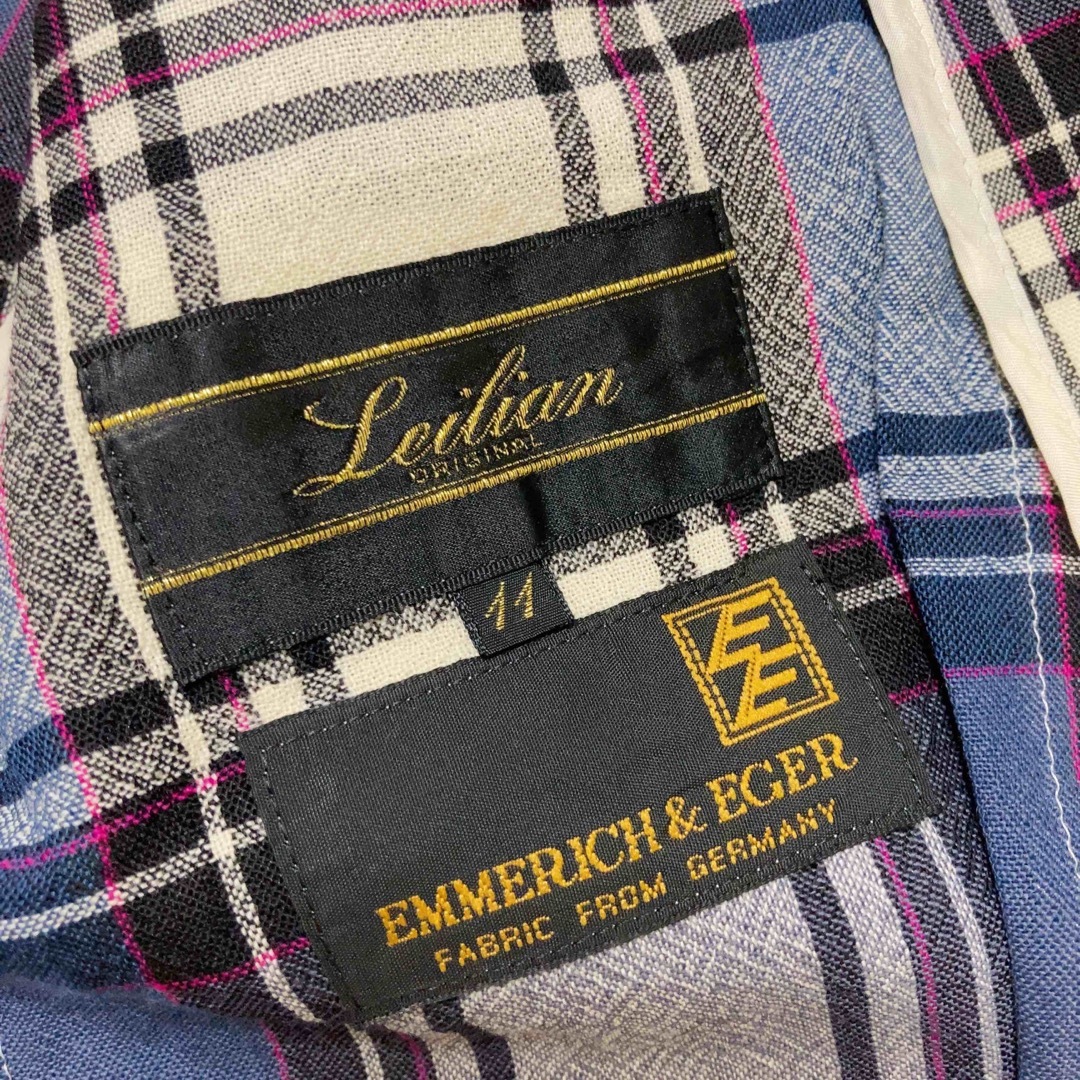 Leilian
ORIGINAL
11
EE
EMMERICH & EGER
FABRIC FROM GERMANY